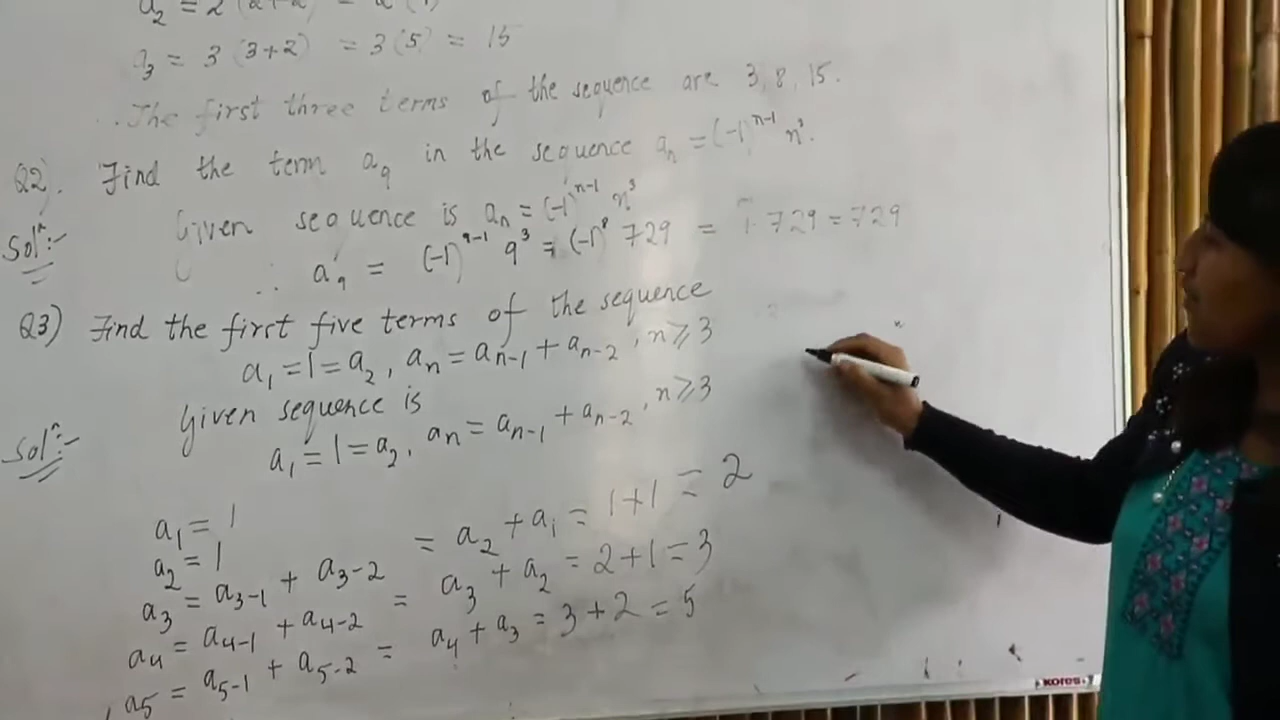 a₂ = 2
a₃ = 3 (3+2) = 3(5) = 15
∴ The first three terms of the sequence are 3, 8, 15.
Q2). Find the term a₉ in the sequence aₙ = (-1)ⁿ⁻¹ n³.
Solⁿ:- Given sequence is aₙ = (-1)ⁿ⁻¹ n³
∴ a₉ = (-1)⁹⁻¹ 9³ = (-1)⁸ 729 = 1·729 = 729
Q3) Find the first five terms of the sequence
a₁ = 1 = a₂, aₙ = aₙ₋₁ + aₙ₋₂, n ≥ 3
Solⁿ:- Given sequence is
a₁ = 1 = a₂, aₙ = aₙ₋₁ + aₙ₋₂, n ≥ 3
a₁ = 1
a₂ = 1
a₃ = a₃₋₁ + a₃₋₂ = a₂ + a₁ = 1+1 = 2
a₄ = a₄₋₁ + a₄₋₂ = a₃ + a₂ = 2+1 = 3
a₅ = a₅₋₁ + a₅₋₂ = a₄ + a₃ = 3+2 = 5
KORES